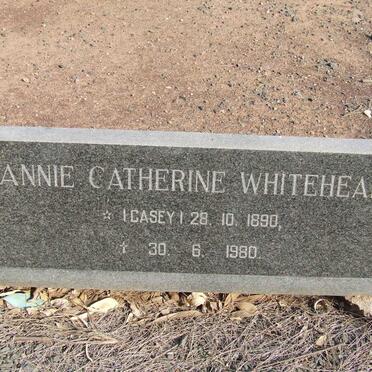 ANNIE CATHERINE WHITEHEA
☆ (CASEY) 28. 10. 1890,
† 30. 6. 1980.